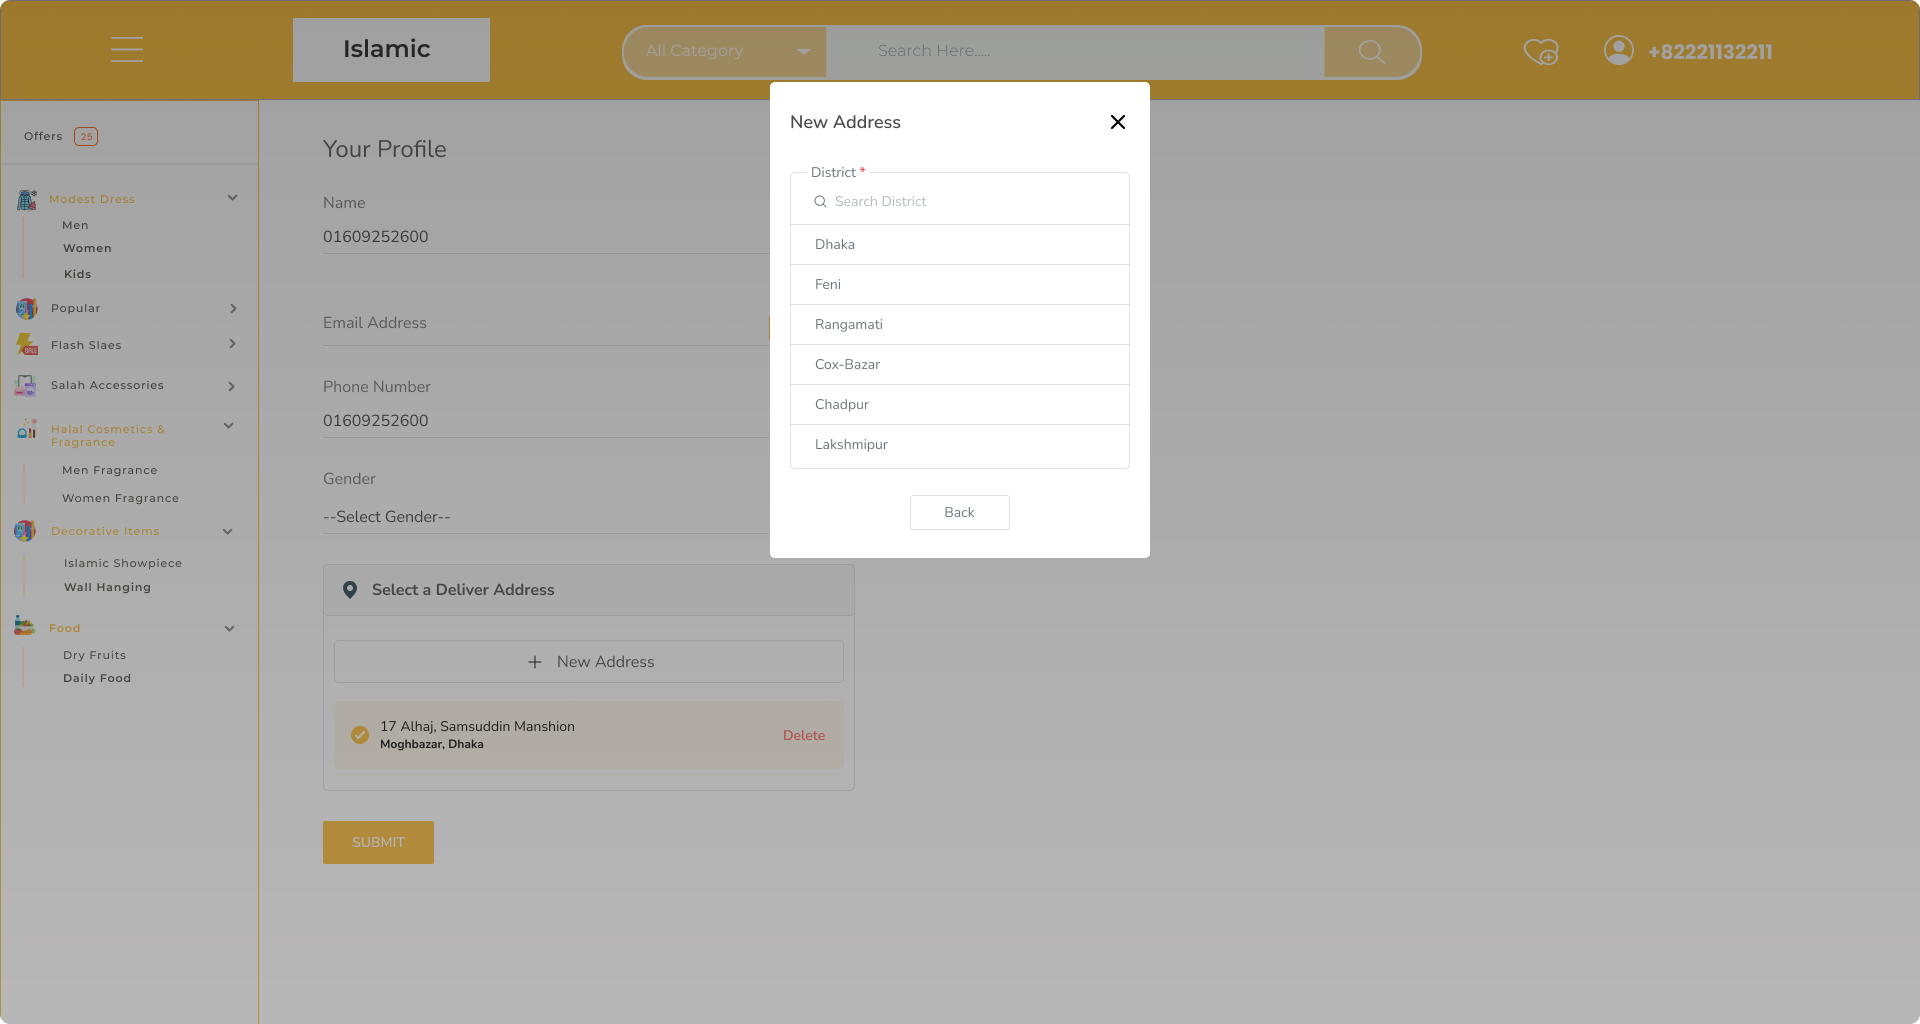 Islamic
All Category
Search Here.....
+82221132211
Offers 25
Modest Dress
Men
Women
Kids
Popular
Flash Slaes
SALE
Salah Accessories
Halal Cosmetics &
Fragrance
Men Fragrance
Women Fragrance
Decorative Items
Islamic Showpiece
Wall Hanging
Food
Dry Fruits
Daily Food
Your Profile
Name
01609252600
Email Address
Phone Number
01609252600
Gender
--Select Gender--
Select a Deliver Address
New Address
17 Alhaj, Samsuddin Manshion
Moghbazar, Dhaka
Delete
SUBMIT
New Address
District *
Search District
Dhaka
Feni
Rangamati
Cox-Bazar
Chadpur
Lakshmipur
Back